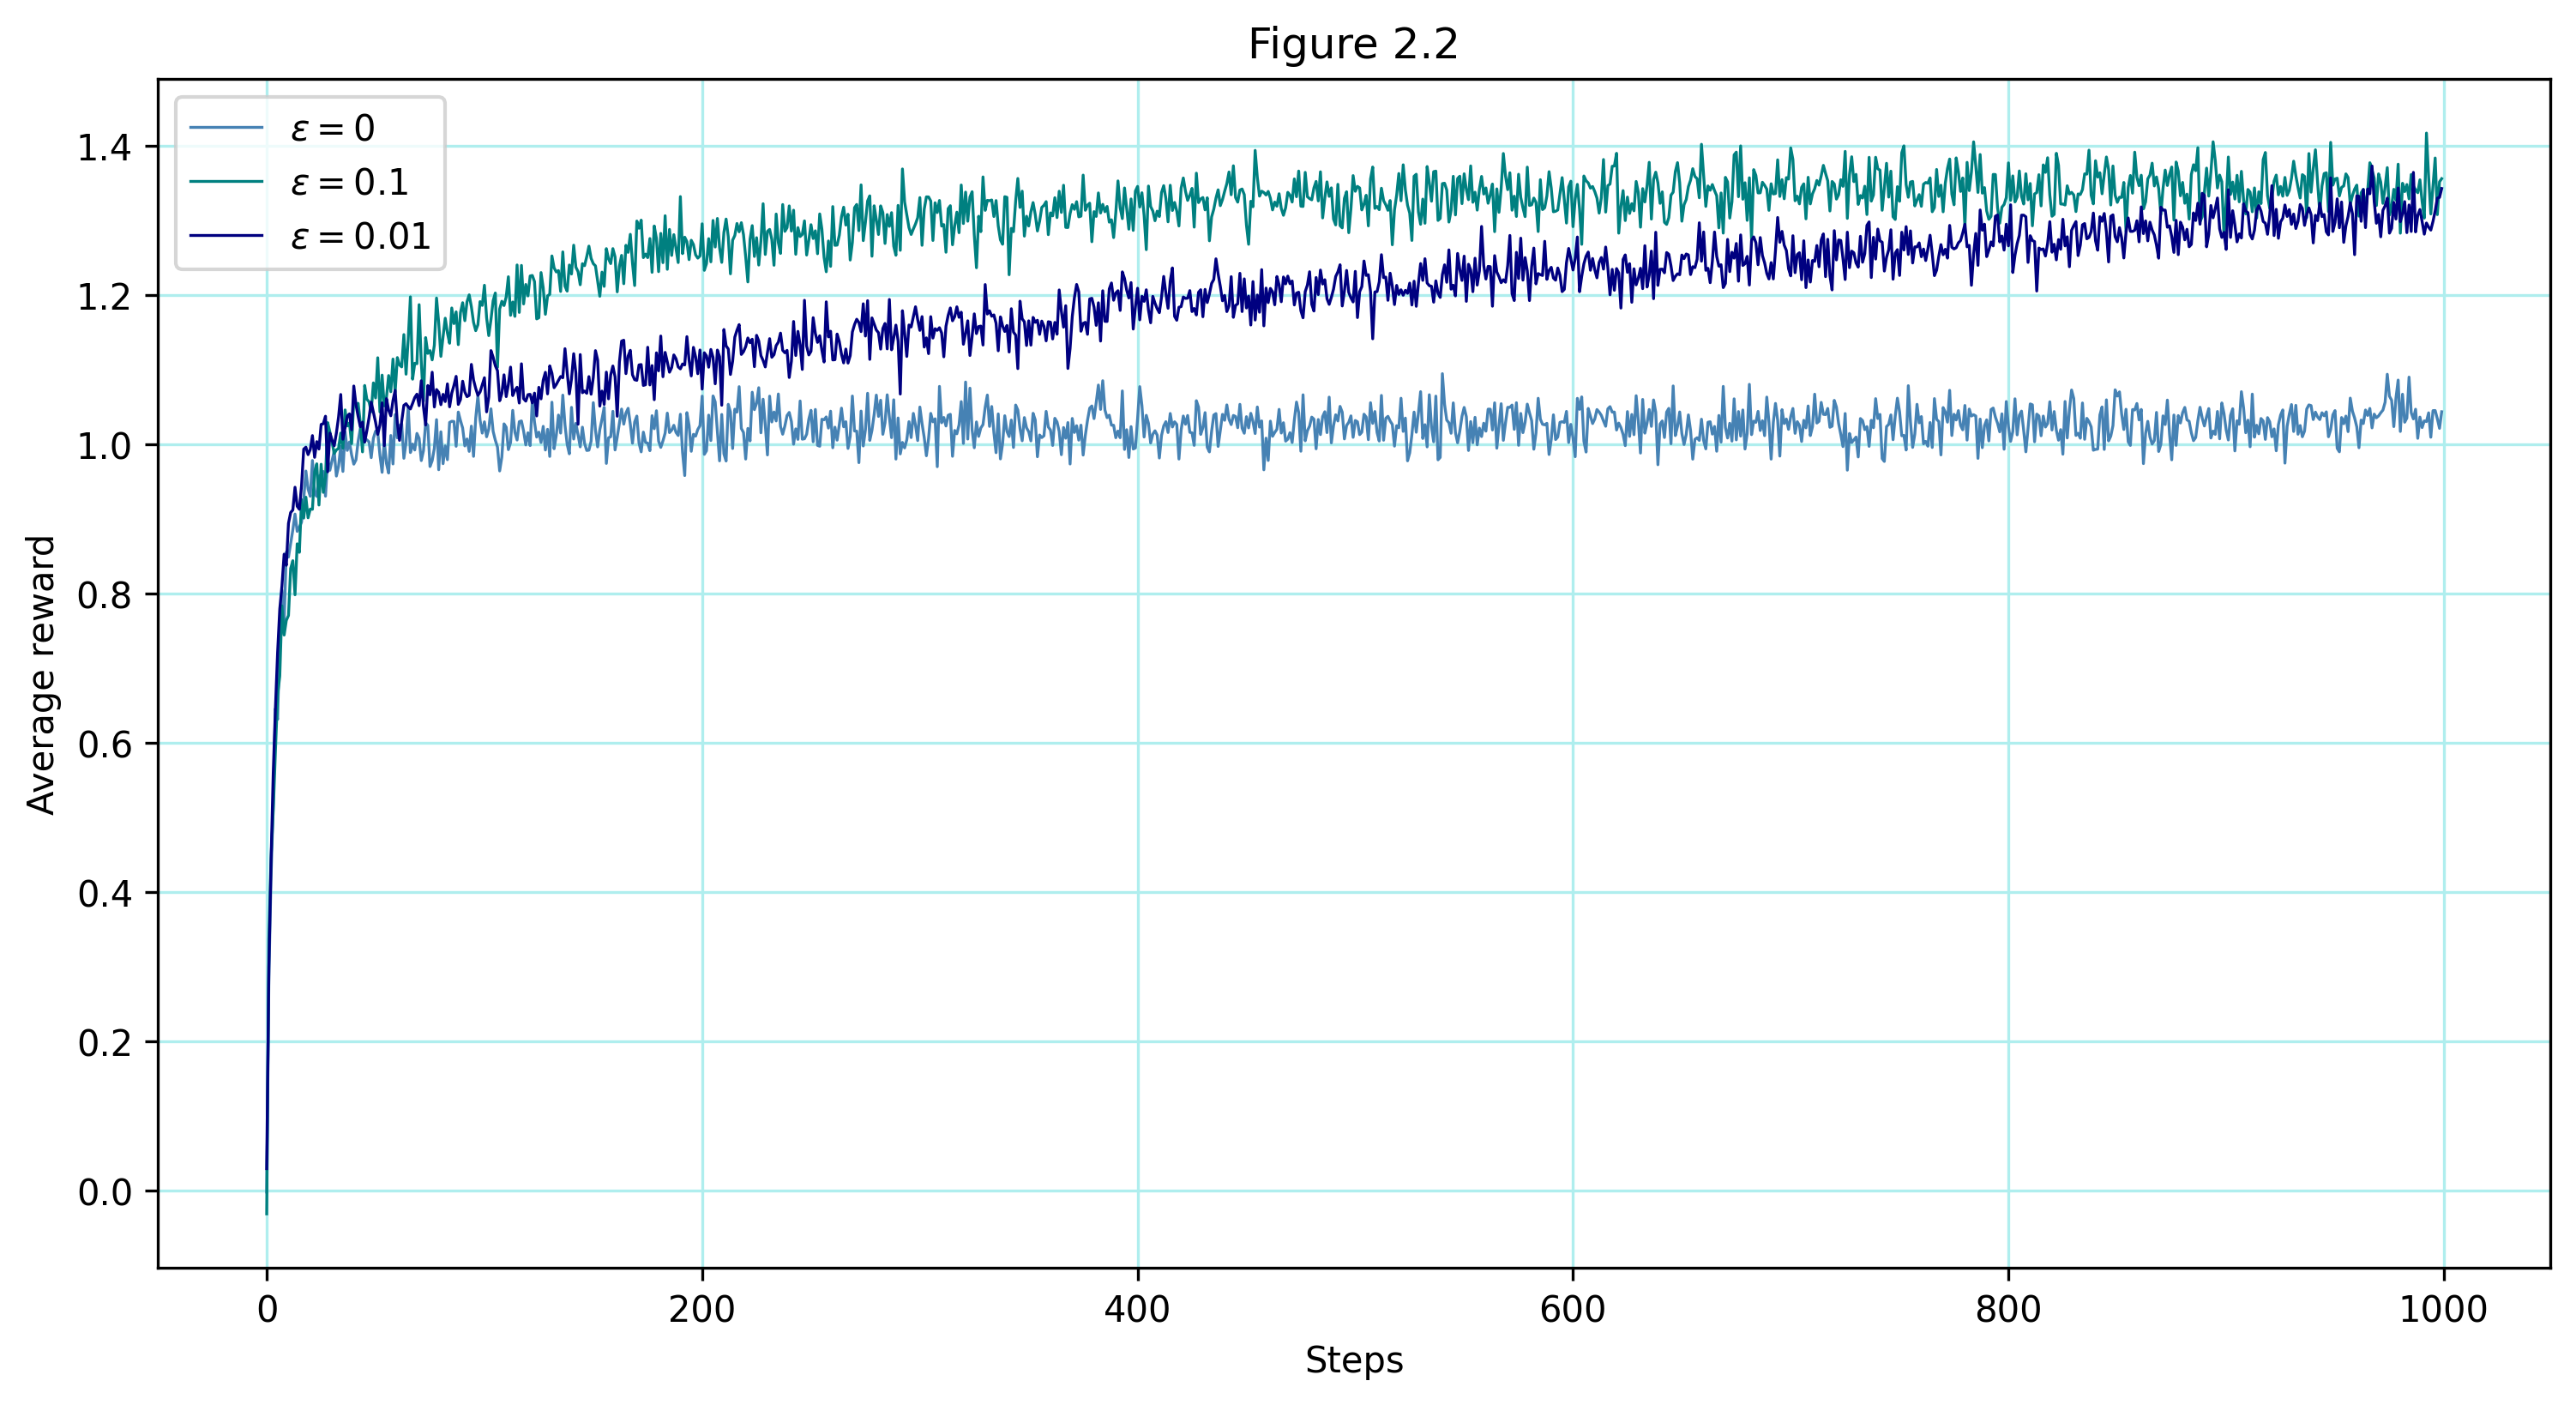 Figure 2.2
ε = 0
ε = 0.1
ε = 0.01
1.4
1.2
1.0
0.8
0.6
0.4
0.2
0.0
Average reward
0 200 400 600 800 1000
Steps